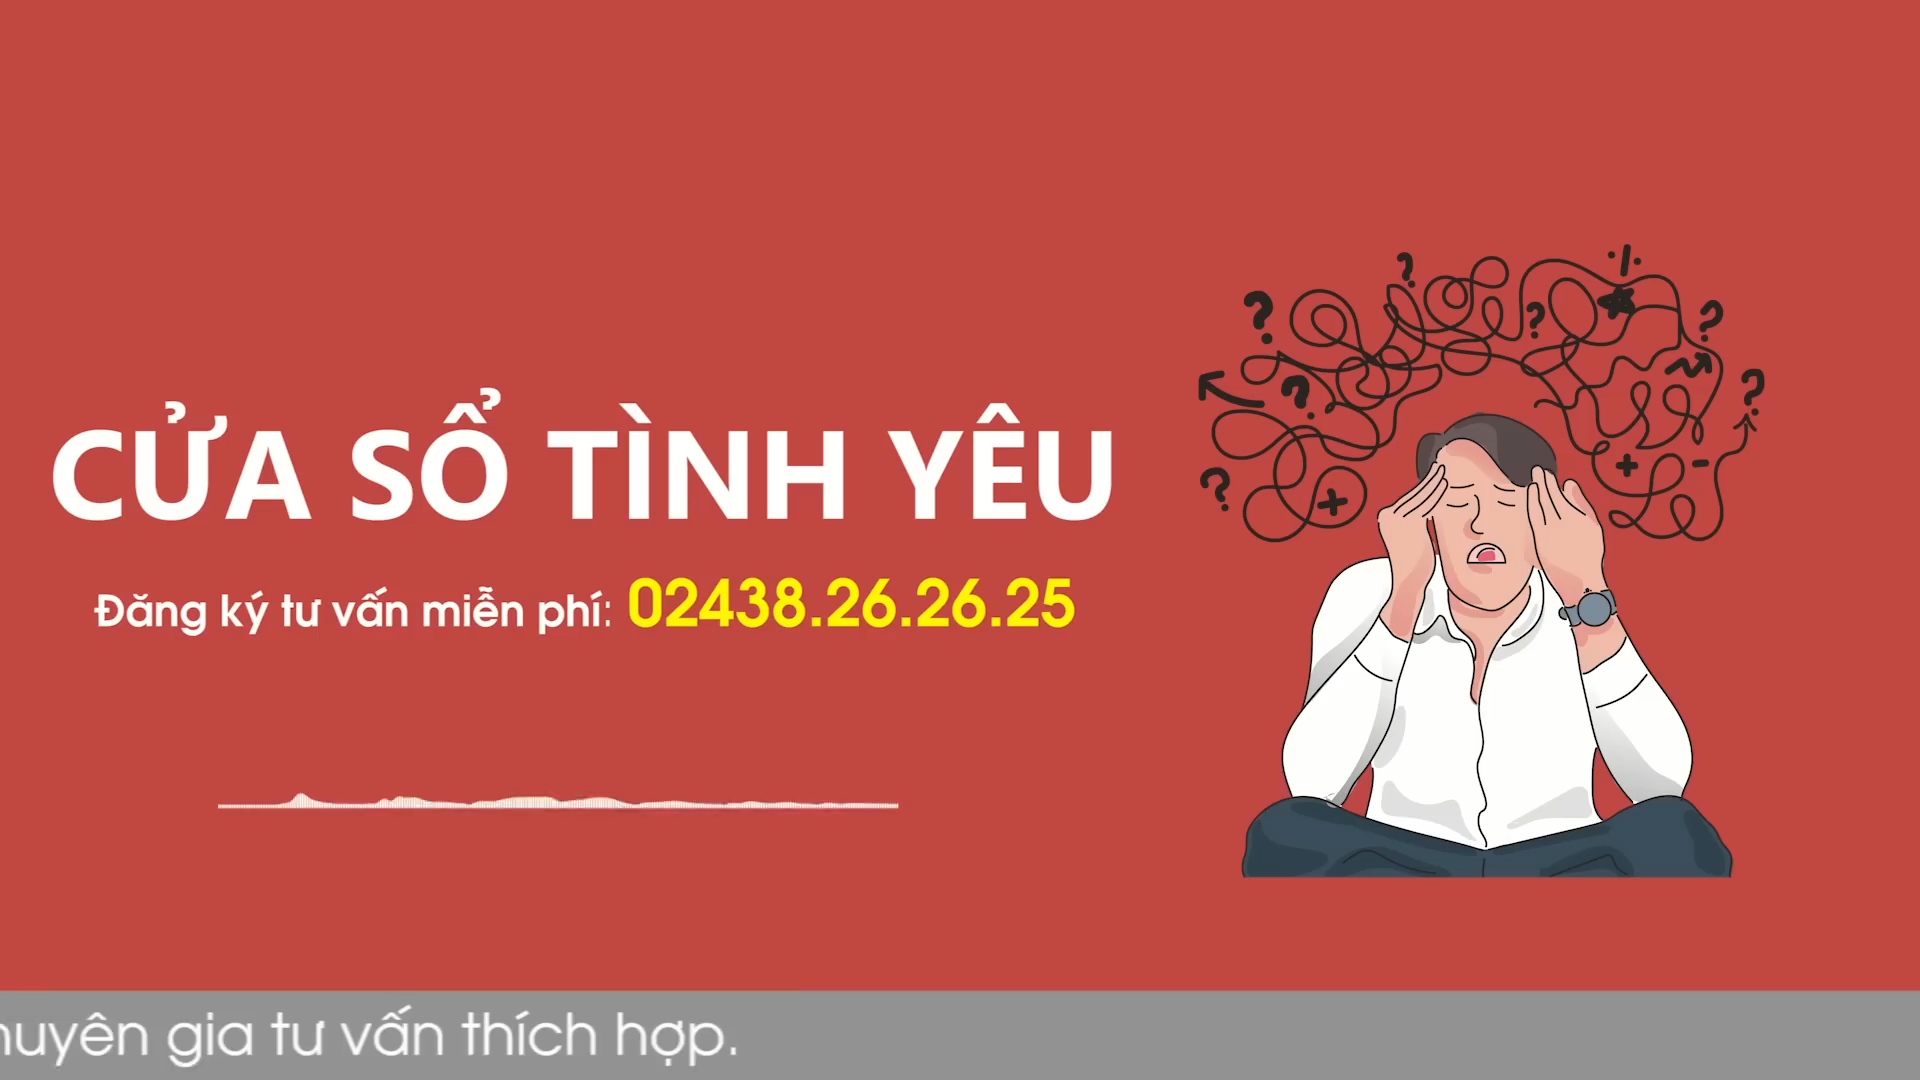 CỬA SỔ TÌNH YÊU
Đăng ký tư vấn miễn phí: 02438.26.26.25
gia tư vấn thích hợp.